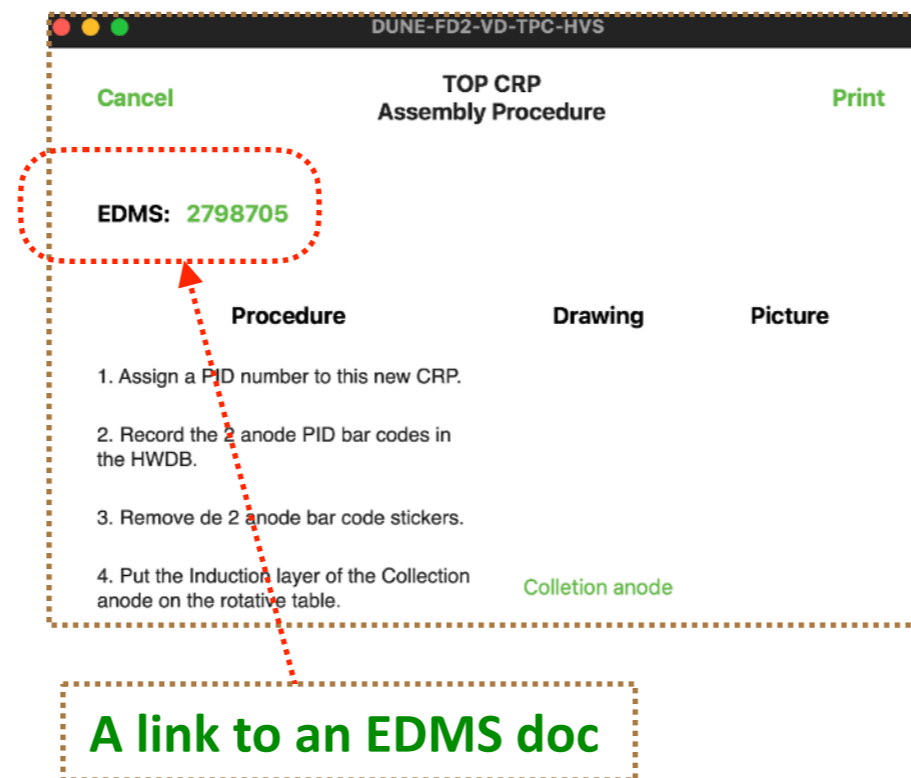 DUNE-FD2-VD-TPC-HVS
Cancel
TOP CRP
Assembly Procedure
Print
EDMS: 2798705
Procedure
Drawing
Picture
1. Assign a PID number to this new CRP.
2. Record the 2 anode PID bar codes in
the HWDB.
3. Remove de 2 anode bar code stickers.
4. Put the Induction layer of the Collection
anode on the rotative table.
Colletion anode
A link to an EDMS doc